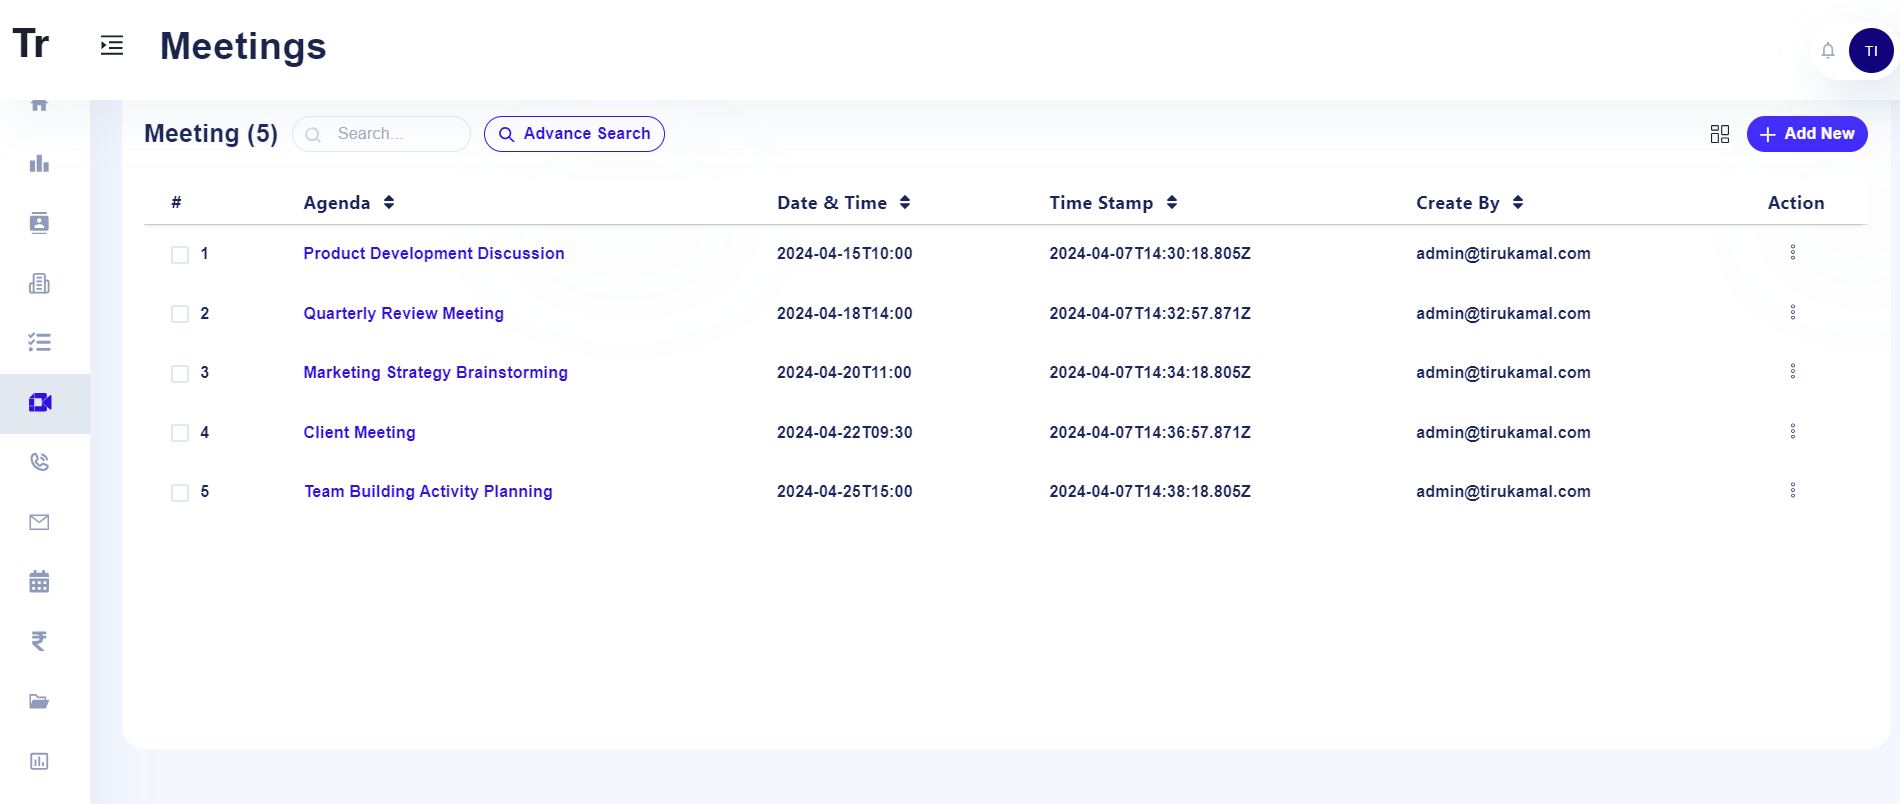 Tr Meetings TI
Meeting (5) Search... Advance Search Add New
# Agenda Date & Time Time Stamp Create By Action
1 Product Development Discussion 2024-04-15T10:00 2024-04-07T14:30:18.805Z admin@tirukamal.com
2 Quarterly Review Meeting 2024-04-18T14:00 2024-04-07T14:32:57.871Z admin@tirukamal.com
3 Marketing Strategy Brainstorming 2024-04-20T11:00 2024-04-07T14:34:18.805Z admin@tirukamal.com
4 Client Meeting 2024-04-22T09:30 2024-04-07T14:36:57.871Z admin@tirukamal.com
5 Team Building Activity Planning 2024-04-25T15:00 2024-04-07T14:38:18.805Z admin@tirukamal.com